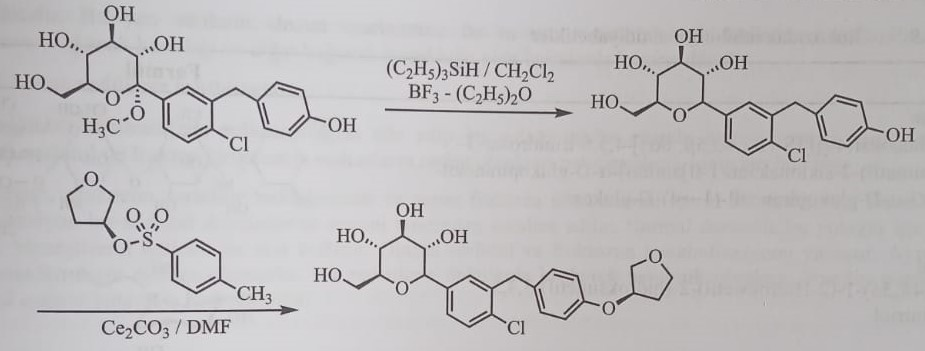 OH
HO
OH
HO
O
H₃C
O
Cl
OH
(C₂H₅)₃SiH / CH₂Cl₂
BF₃ - (C₂H₅)₂O
OH
HO
OH
HO
O
Cl
OH
O
O
O
O
S
CH₃
Ce₂CO₃ / DMF
OH
HO
OH
HO
O
Cl
O
O